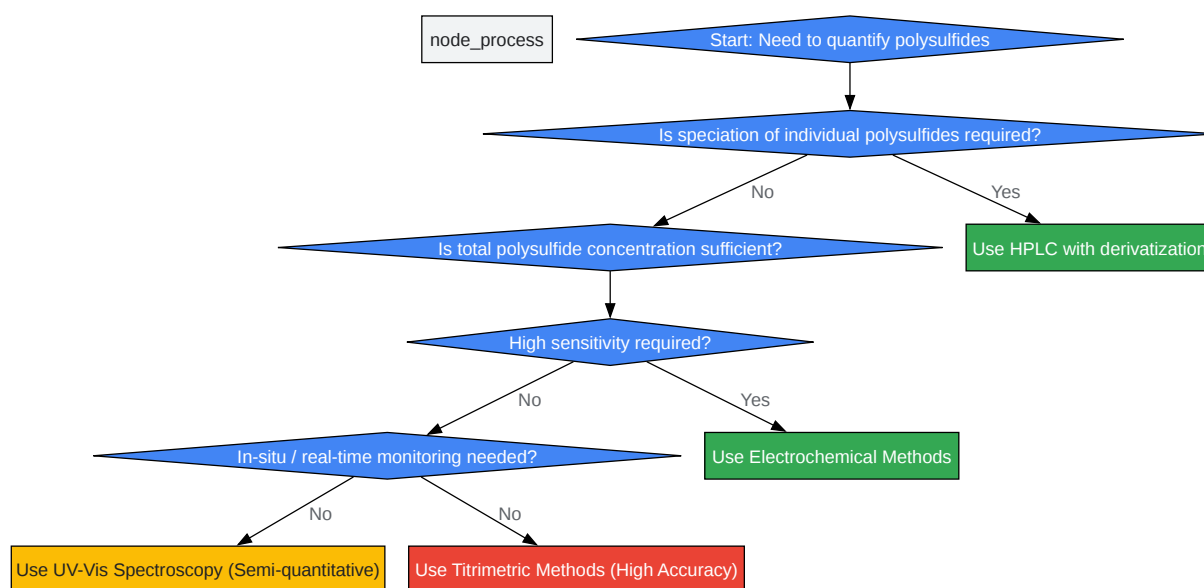 node_process
Start: Need to quantify polysulfides
Is speciation of individual polysulfides required?
No
Yes
Is total polysulfide concentration sufficient?
Use HPLC with derivatization
High sensitivity required?
No
Yes
In-situ / real-time monitoring needed?
Use Electrochemical Methods
No
No
Use UV-Vis Spectroscopy (Semi-quantitative)
Use Titrimetric Methods (High Accuracy)